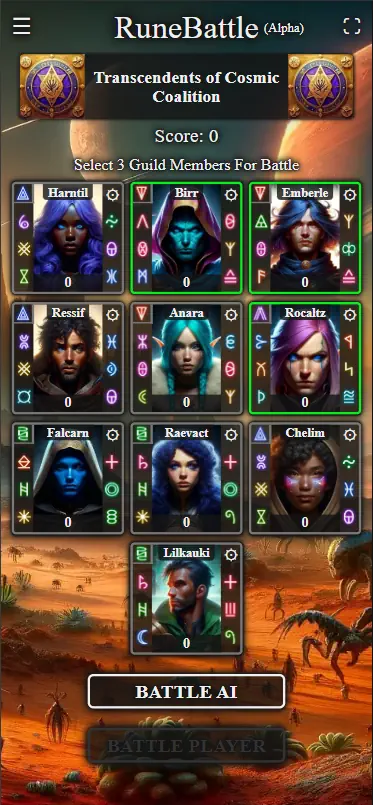 RuneBattle (Alpha)
Transcendents of Cosmic
Coalition
Score: 0
Select 3 Guild Members For Battle
Harntil
0
Birr
0
Emberle
0
Ressif
0
Anara
0
Rocaltz
0
Falcarn
0
Raevact
0
Chelim
0
Lilkauki
0
BATTLE AI
BATTLE PLAYER